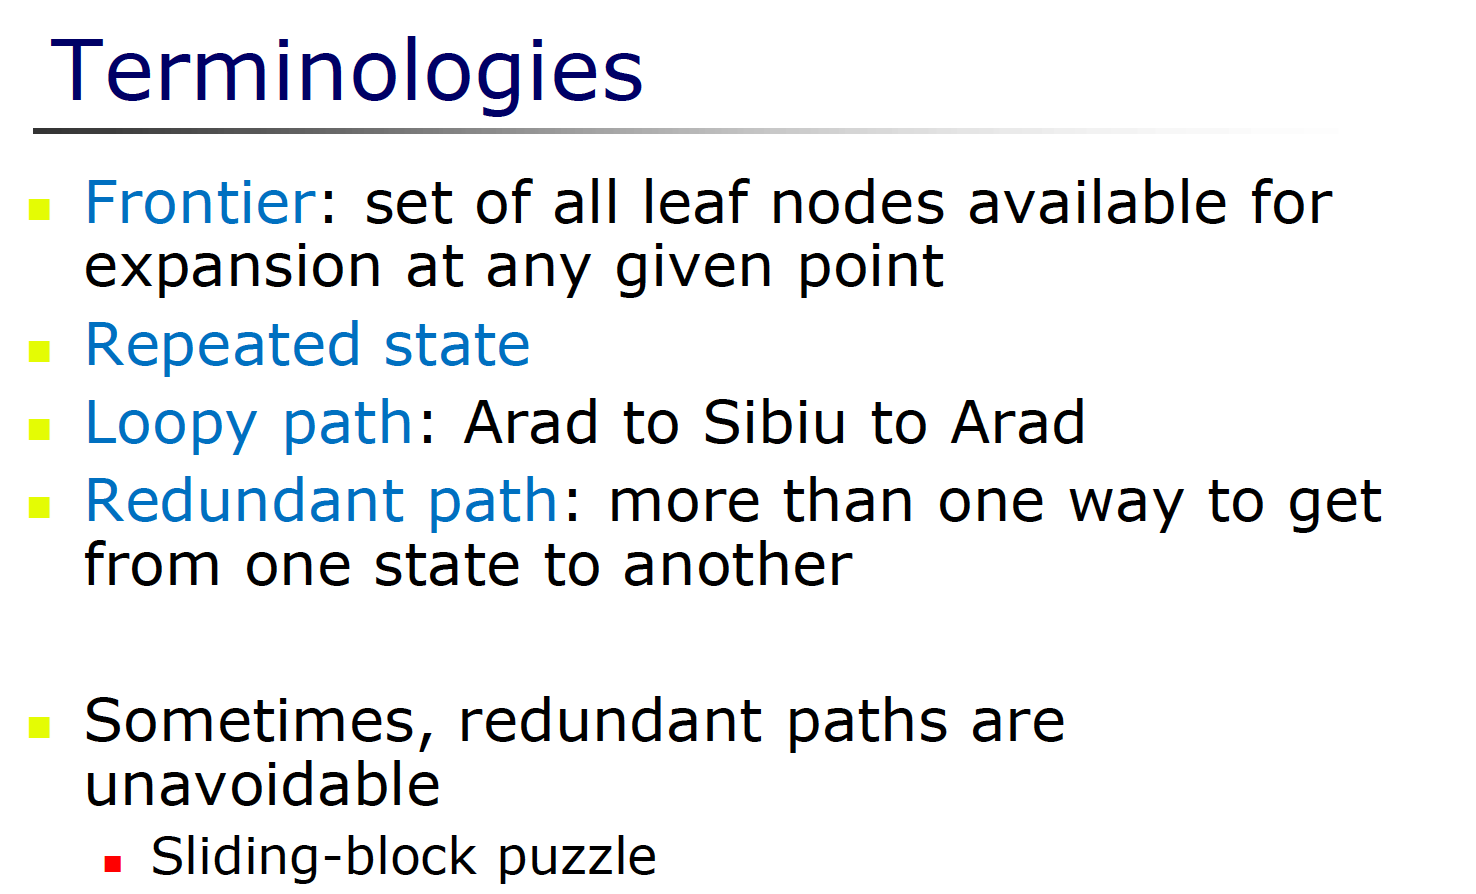 Terminologies
Frontier: set of all leaf nodes available for
expansion at any given point
Repeated state
Loopy path: Arad to Sibiu to Arad
Redundant path: more than one way to get
from one state to another
Sometimes, redundant paths are
unavoidable
Sliding-block puzzle